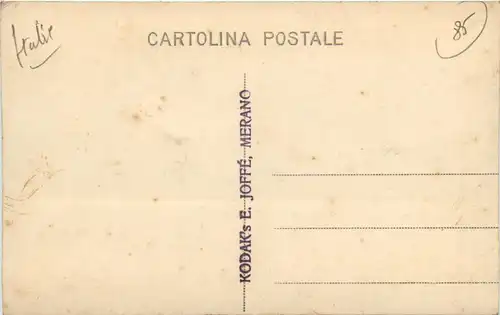 Italie
CARTOLINA POSTALE
85
KODAK's E. JOFFÉ, MERANO